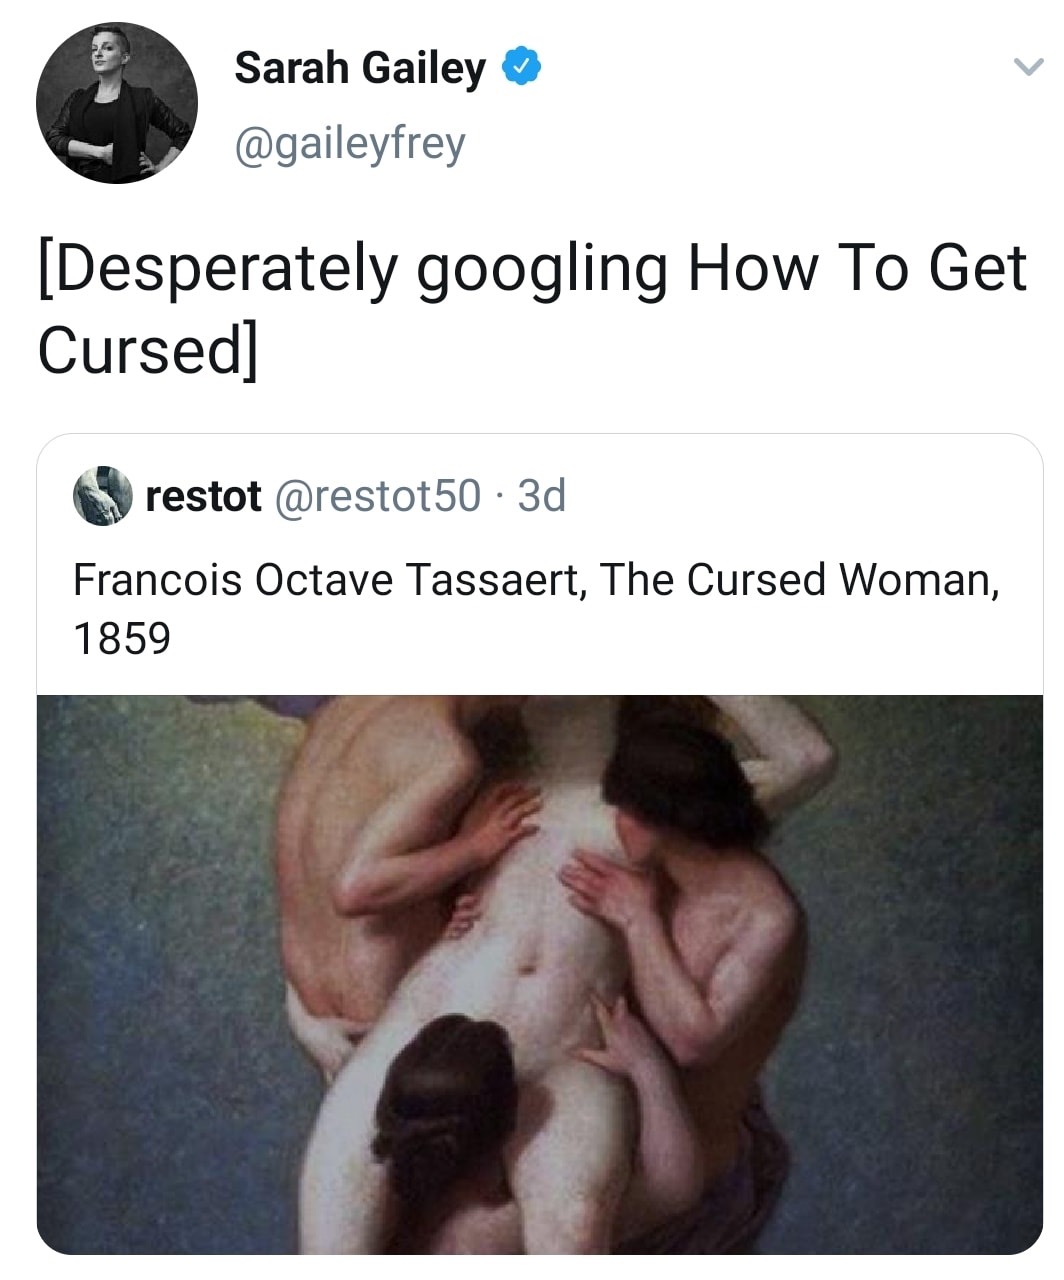 Sarah Gailey
@gaileyfrey
[Desperately googling How To Get
Cursed]
restot @restot50 · 3d
Francois Octave Tassaert, The Cursed Woman,
1859